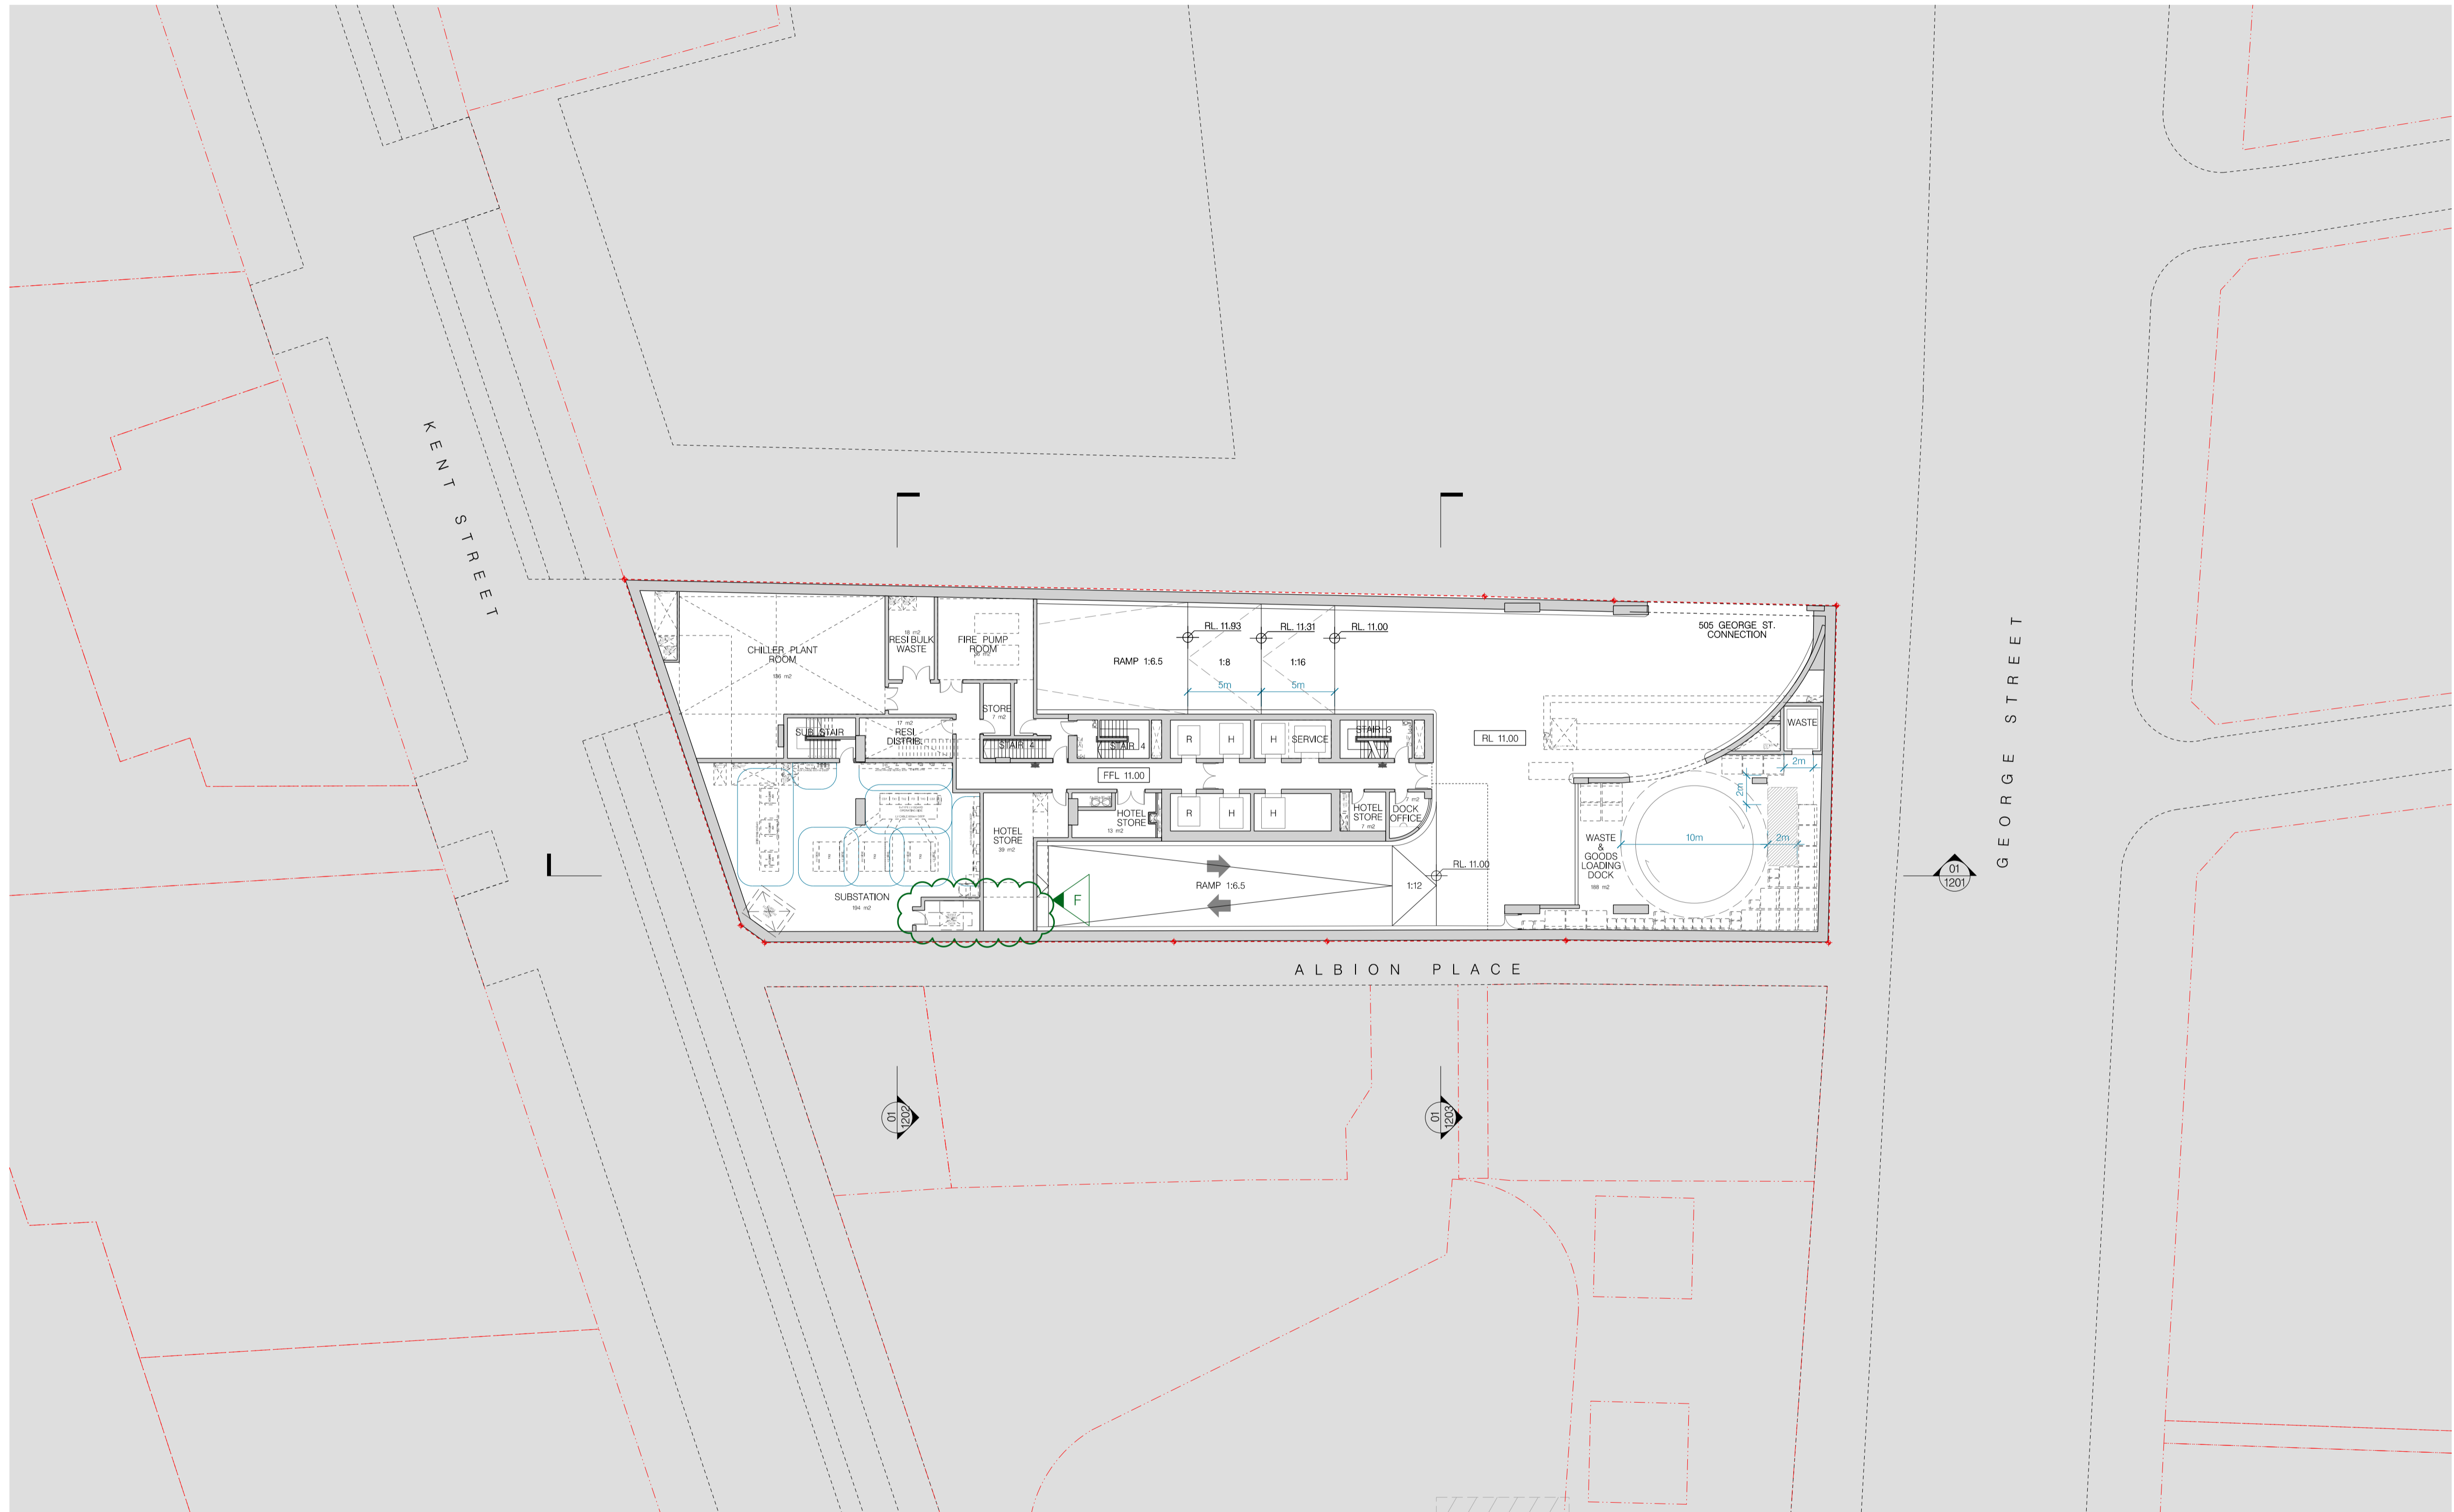 KENT STREET
RESI BULK
WASTE
FIRE PUMP
ROOM
CHILLER PLANT
ROOM
RAMP 1:6.5
RL. 11.93
RL. 11.31
RL. 11.00
1:8
1:16
5m
5m
505 GEORGE ST.
CONNECTION
STORE
7 m2
SUB STAIR
17 m2
RESI.
DISTRIB.
STAIR 4
STAIR 4
R
H
H
SERVICE
STAIR 3
RL 11.00
WASTE
FFL 11.00
2m
2m
R
H
H
HOTEL
STORE
39 m2
HOTEL
STORE
13 m2
HOTEL
STORE
7 m2
DOCK
OFFICE
WASTE
&
GOODS
LOADING
DOCK
188 m2
10m
2m
RAMP 1:6.5
1:12
RL. 11.00
SUBSTATION
194 m2
F
ALBION PLACE
GEORGE STREET
01
1201
01
1202
01
1203